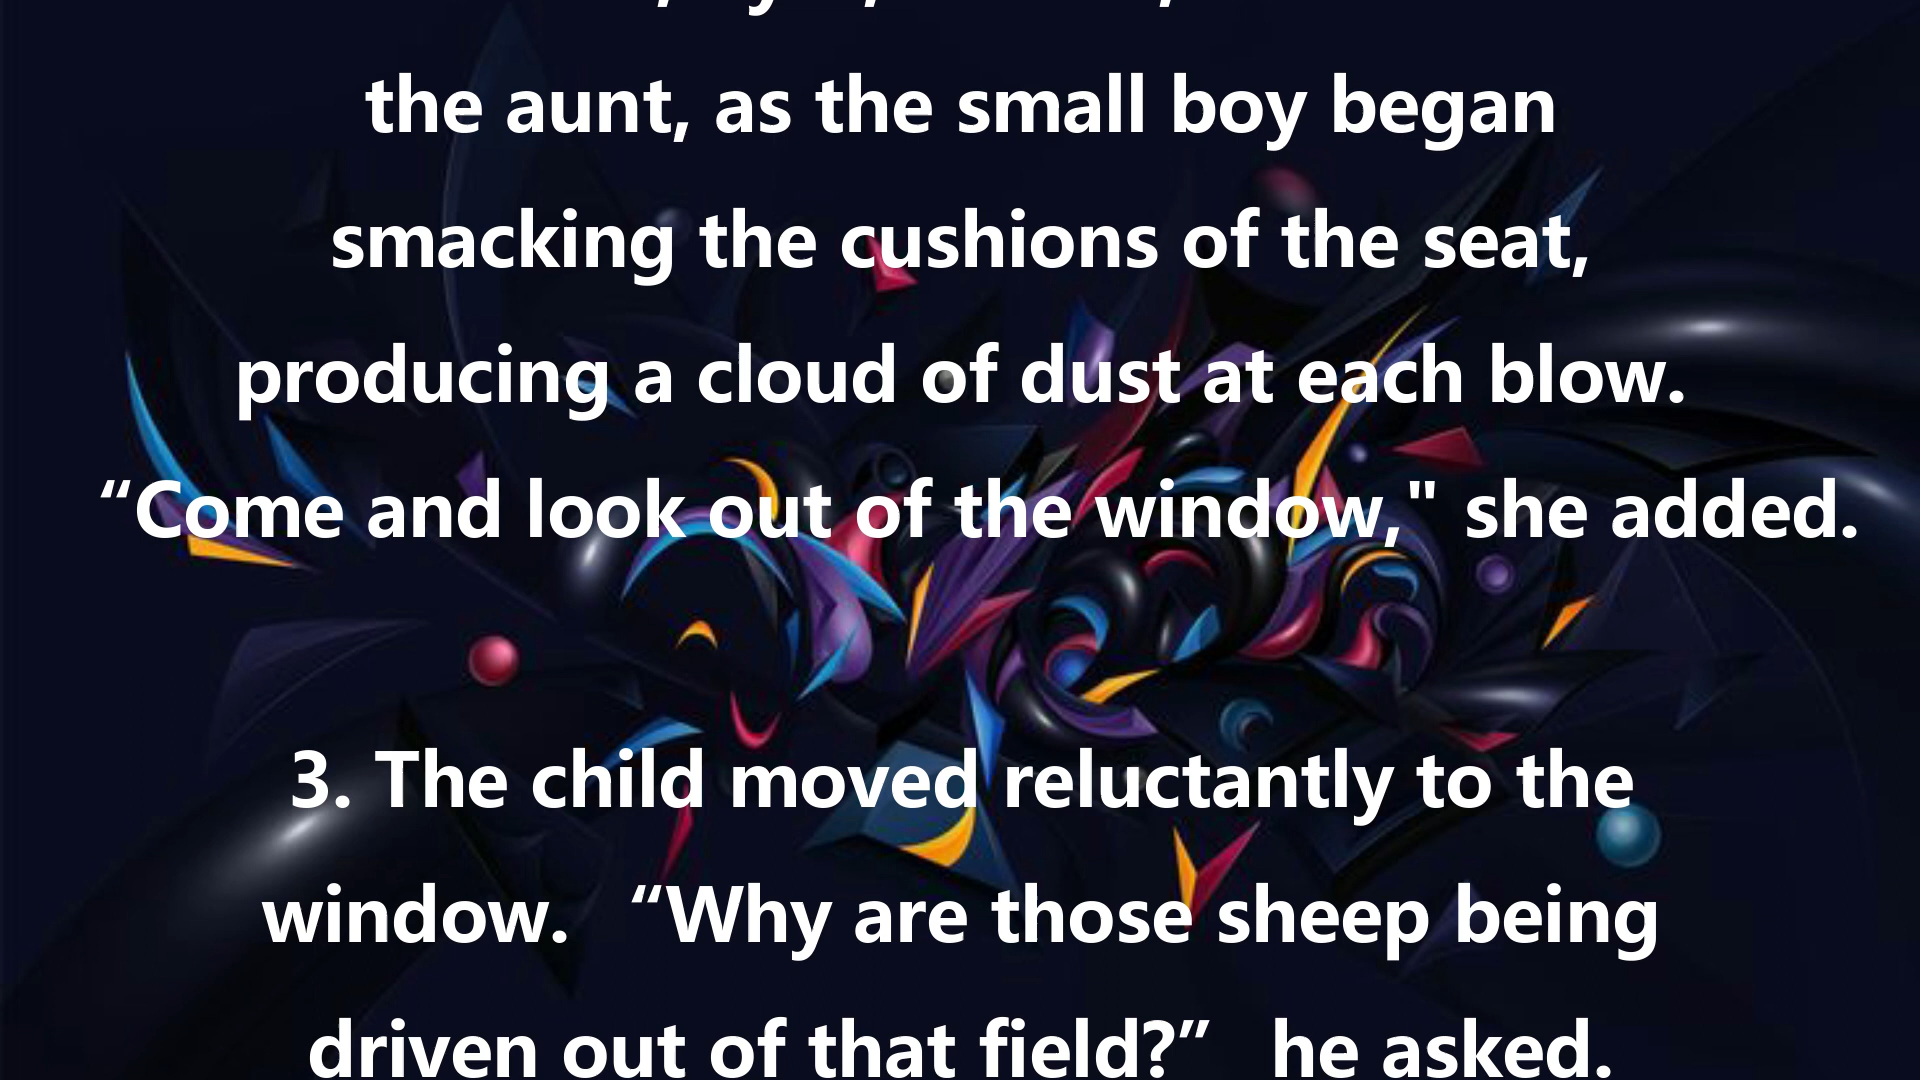 the aunt, as the small boy began
smacking the cushions of the seat,
producing a cloud of dust at each blow.
“Come and look out of the window," she added.
3. The child moved reluctantly to the
window. “Why are those sheep being
driven out of that field?” he asked.